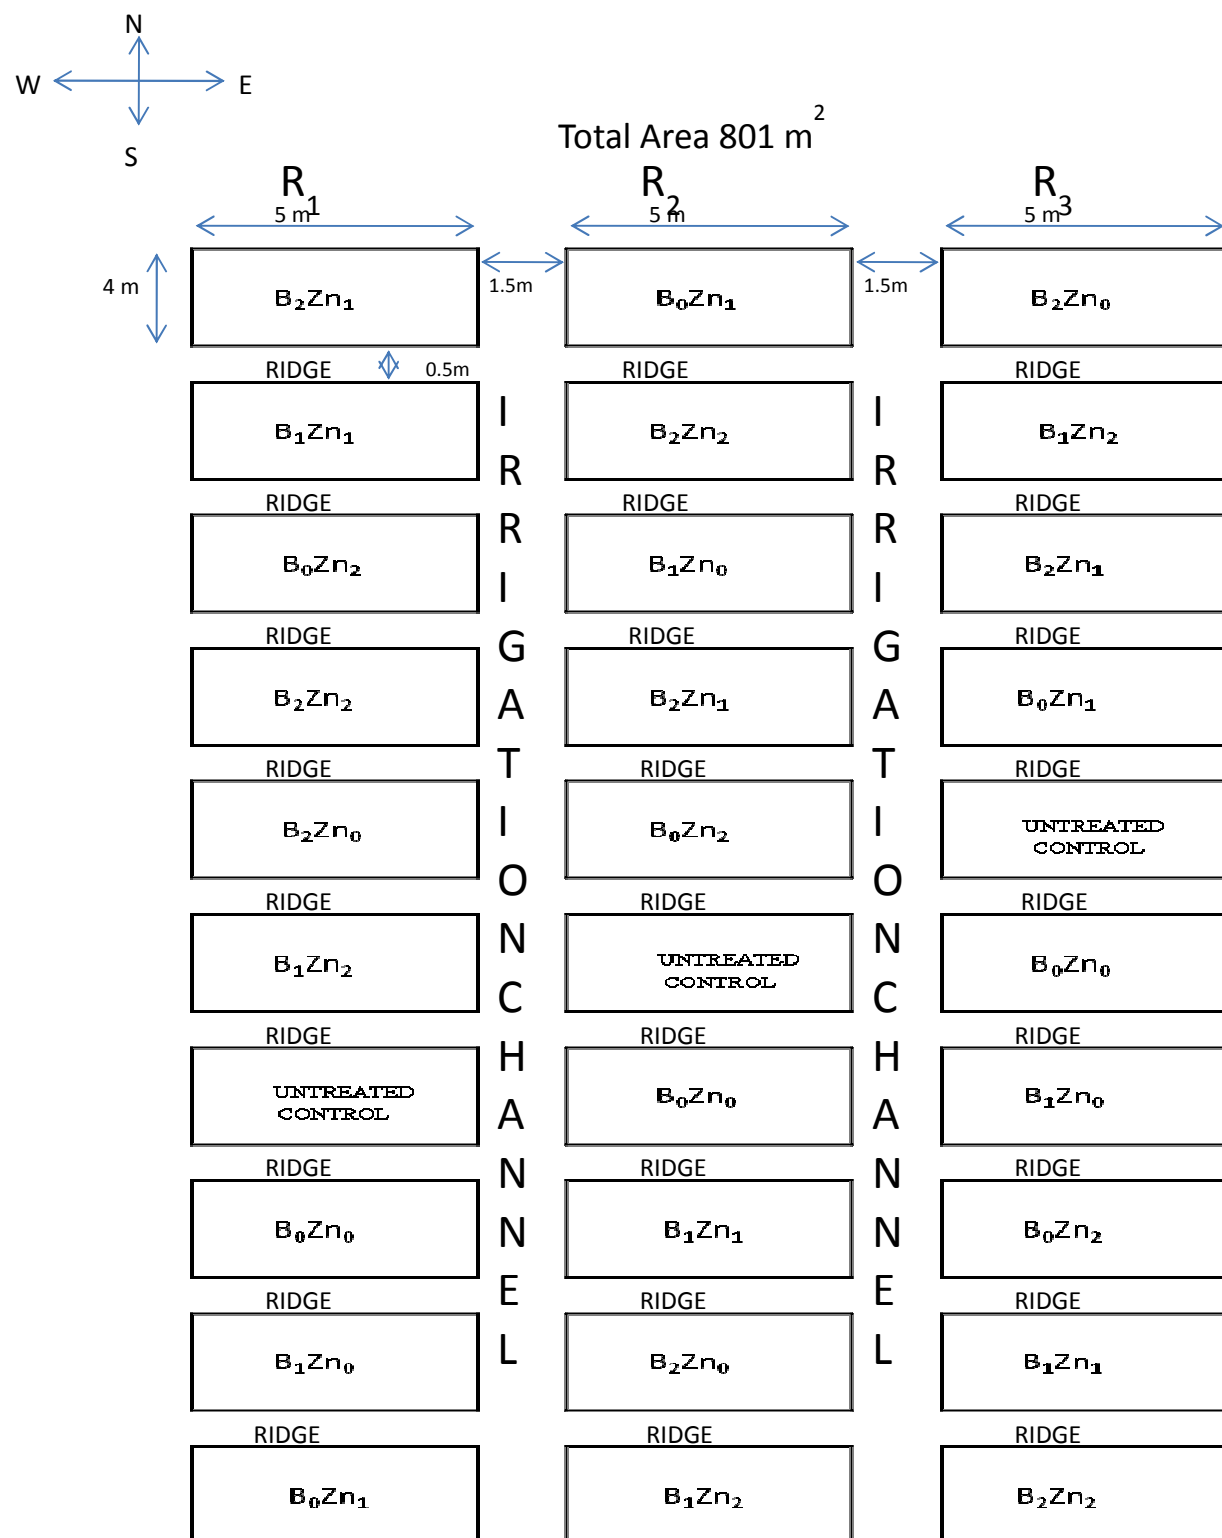 N
W E
S
Total Area 801 m²
R₁ R₂ R₃
5 m 5 m 5 m
4 m 1.5m 1.5m
B₂Zn₁ B₀Zn₁ B₂Zn₀
RIDGE 0.5m RIDGE RIDGE
B₁Zn₁ B₂Zn₂ B₁Zn₂
RIDGE RIDGE RIDGE
B₀Zn₂ B₁Zn₀ B₂Zn₁
RIDGE RIDGE RIDGE
B₂Zn₂ B₂Zn₁ B₀Zn₁
RIDGE RIDGE RIDGE
B₂Zn₀ B₀Zn₂ UNTREATED CONTROL
RIDGE RIDGE RIDGE
B₁Zn₂ UNTREATED CONTROL B₀Zn₀
RIDGE RIDGE RIDGE
UNTREATED CONTROL B₀Zn₀ B₁Zn₀
RIDGE RIDGE RIDGE
B₀Zn₀ B₁Zn₁ B₀Zn₂
RIDGE RIDGE RIDGE
B₁Zn₀ B₂Zn₀ B₁Zn₁
RIDGE RIDGE RIDGE
B₀Zn₁ B₁Zn₂ B₂Zn₂
IRRIGATION CHANNEL
IRRIGATION CHANNEL